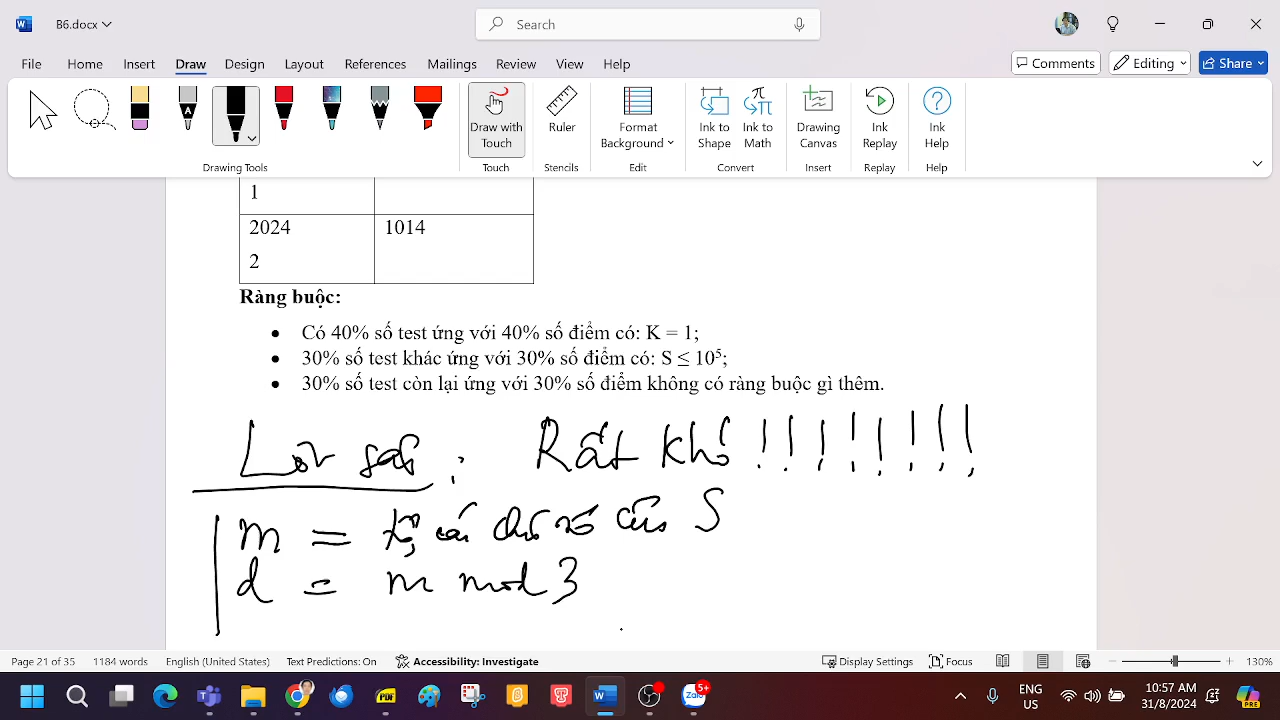 B6.docx
Search
File Home Insert Draw Design Layout References Mailings Review View Help
Comments Editing Share
Draw with Touch
Ruler
Format Background
Ink to Shape
Ink to Math
Drawing Canvas
Ink Replay
Ink Help
Drawing Tools Touch Stencils Edit Convert Insert Replay Help
1
2024 1014
2
Ràng buộc:
• Có 40% số test ứng với 40% số điểm có: K = 1;
• 30% số test khác ứng với 30% số điểm có: S ≤ 10⁵;
• 30% số test còn lại ứng với 30% số điểm không có ràng buộc gì thêm.
: Rất khó !!!!!!!!
m = các chữ số của S
d = m mod 3
Page 21 of 35 1184 words English (United States) Text Predictions: On Accessibility: Investigate Display Settings Focus 130%
5+ ENG US 10:57 AM 31/8/2024